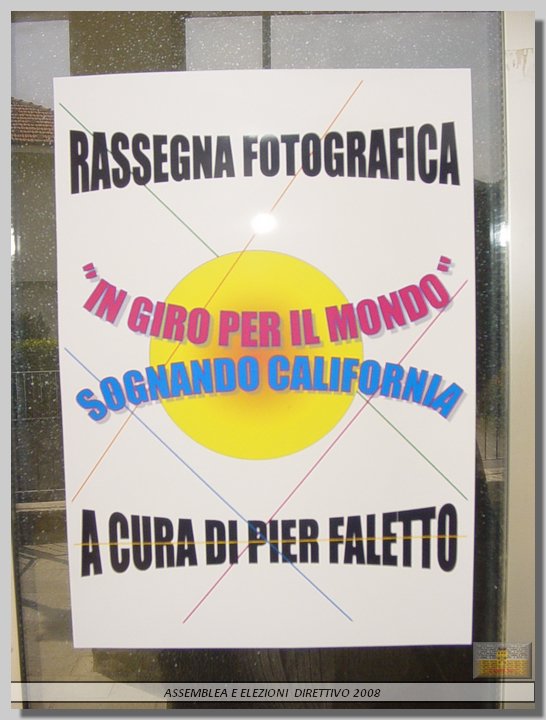 RASSEGNA FOTOGRAFICA
"IN GIRO PER IL MONDO"
SOGNANDO CALIFORNIA
A CURA DI PIER FALETTO
ASSEMBLEA E ELEZIONI DIRETTIVO 2008